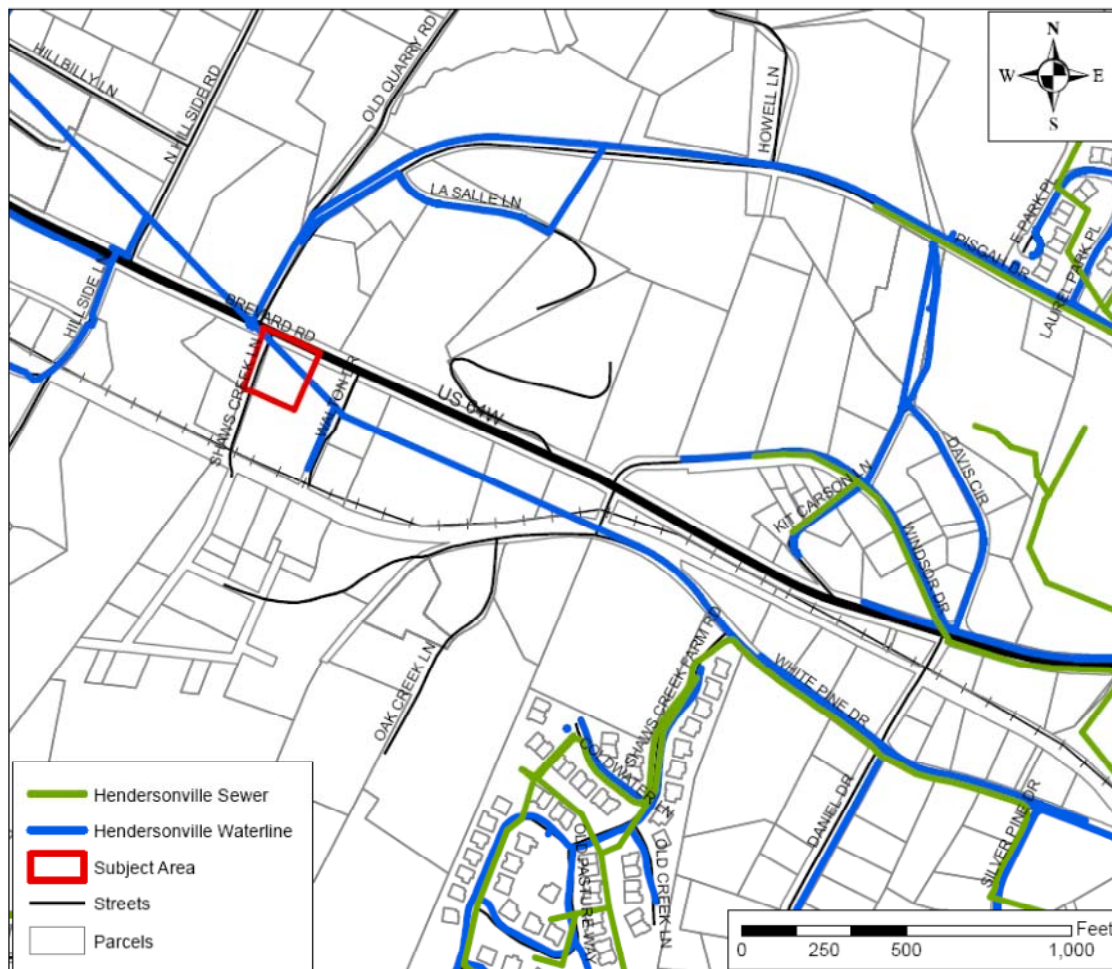 HILLBILLY LN
N HILLSIDE RD
OLD QUARRY RD
HOWELL LN
N
W
E
S
LA SALLE LN
E PARK PL
PISGAH DR
LAUREL PARK PL
HILLSIDE L
BREVARD RD
SHAWS CREEK LN
WALTON DR
US 64W
KIT CARSON LN
DAVIS CIR
WINDSOR DR
OAK CREEK LN
SHAWS CREEK FARM RD
WHITE PINE DR
COLDWATER LN
OLD PASTURE WAY
OLD CREEK LN
DANIEL DR
SILVER PINE DR
Hendersonville Sewer
Hendersonville Waterline
Subject Area
Streets
Parcels
Feet
0 250 500 1,000